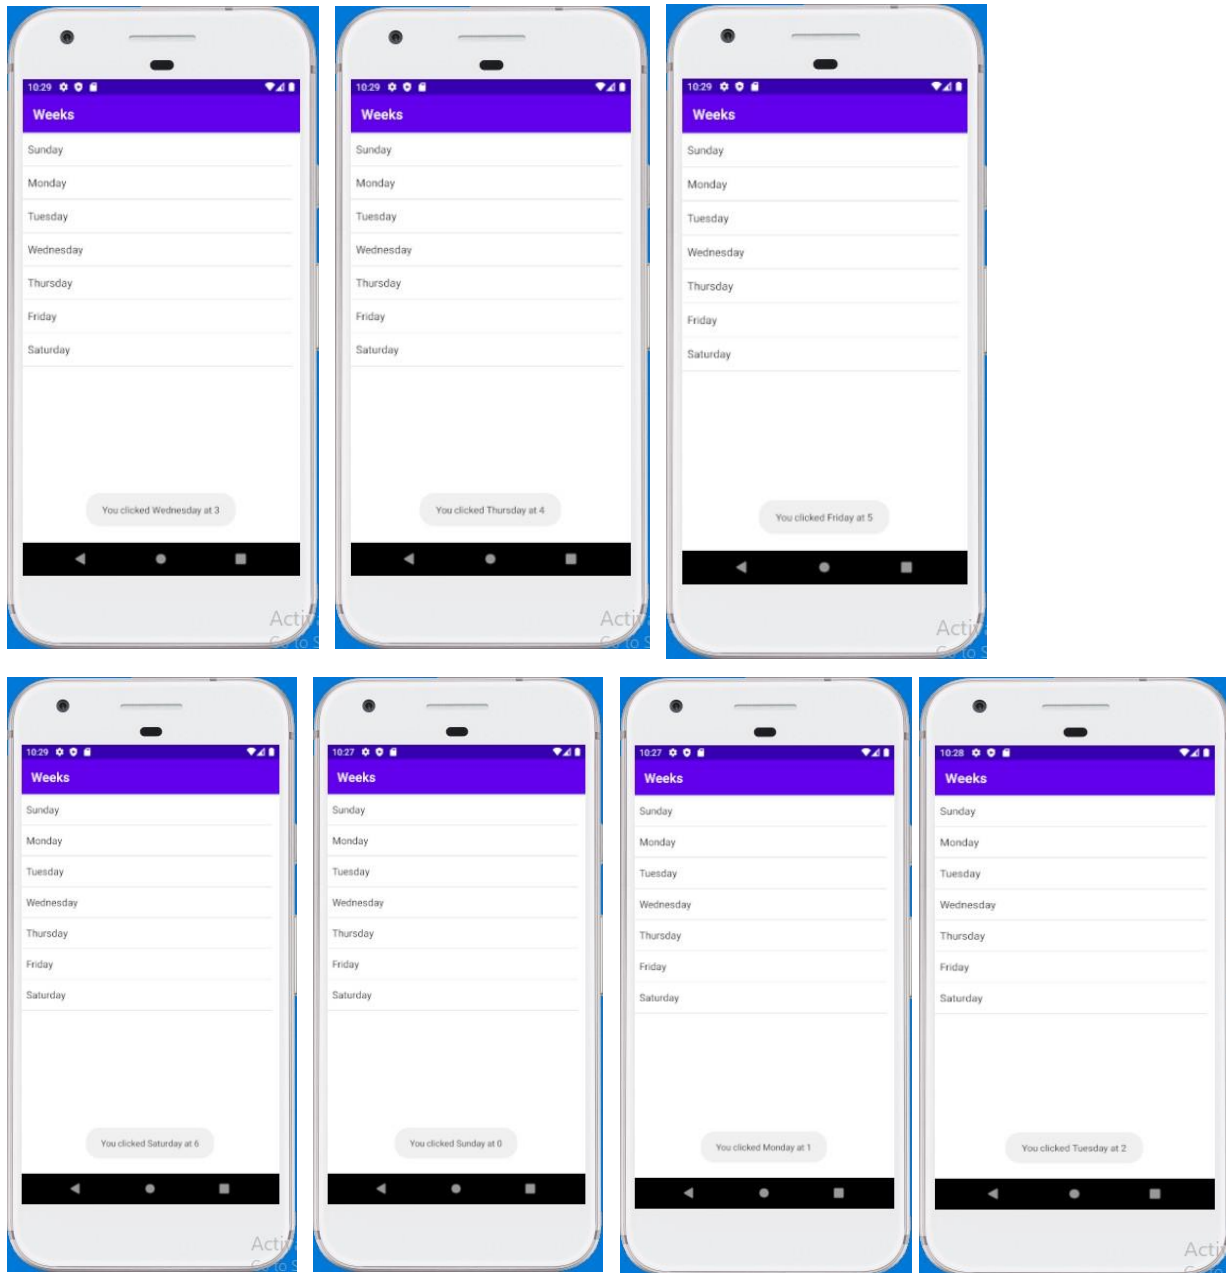 10:29
Weeks
Sunday
Monday
Tuesday
Wednesday
Thursday
Friday
Saturday
You clicked Wednesday at 3
10:29
Weeks
Sunday
Monday
Tuesday
Wednesday
Thursday
Friday
Saturday
You clicked Thursday at 4
10:29
Weeks
Sunday
Monday
Tuesday
Wednesday
Thursday
Friday
Saturday
You clicked Friday at 5
10:29
Weeks
Sunday
Monday
Tuesday
Wednesday
Thursday
Friday
Saturday
You clicked Saturday at 6
10:27
Weeks
Sunday
Monday
Tuesday
Wednesday
Thursday
Friday
Saturday
You clicked Sunday at 0
10:27
Weeks
Sunday
Monday
Tuesday
Wednesday
Thursday
Friday
Saturday
You clicked Monday at 1
10:28
Weeks
Sunday
Monday
Tuesday
Wednesday
Thursday
Friday
Saturday
You clicked Tuesday at 2